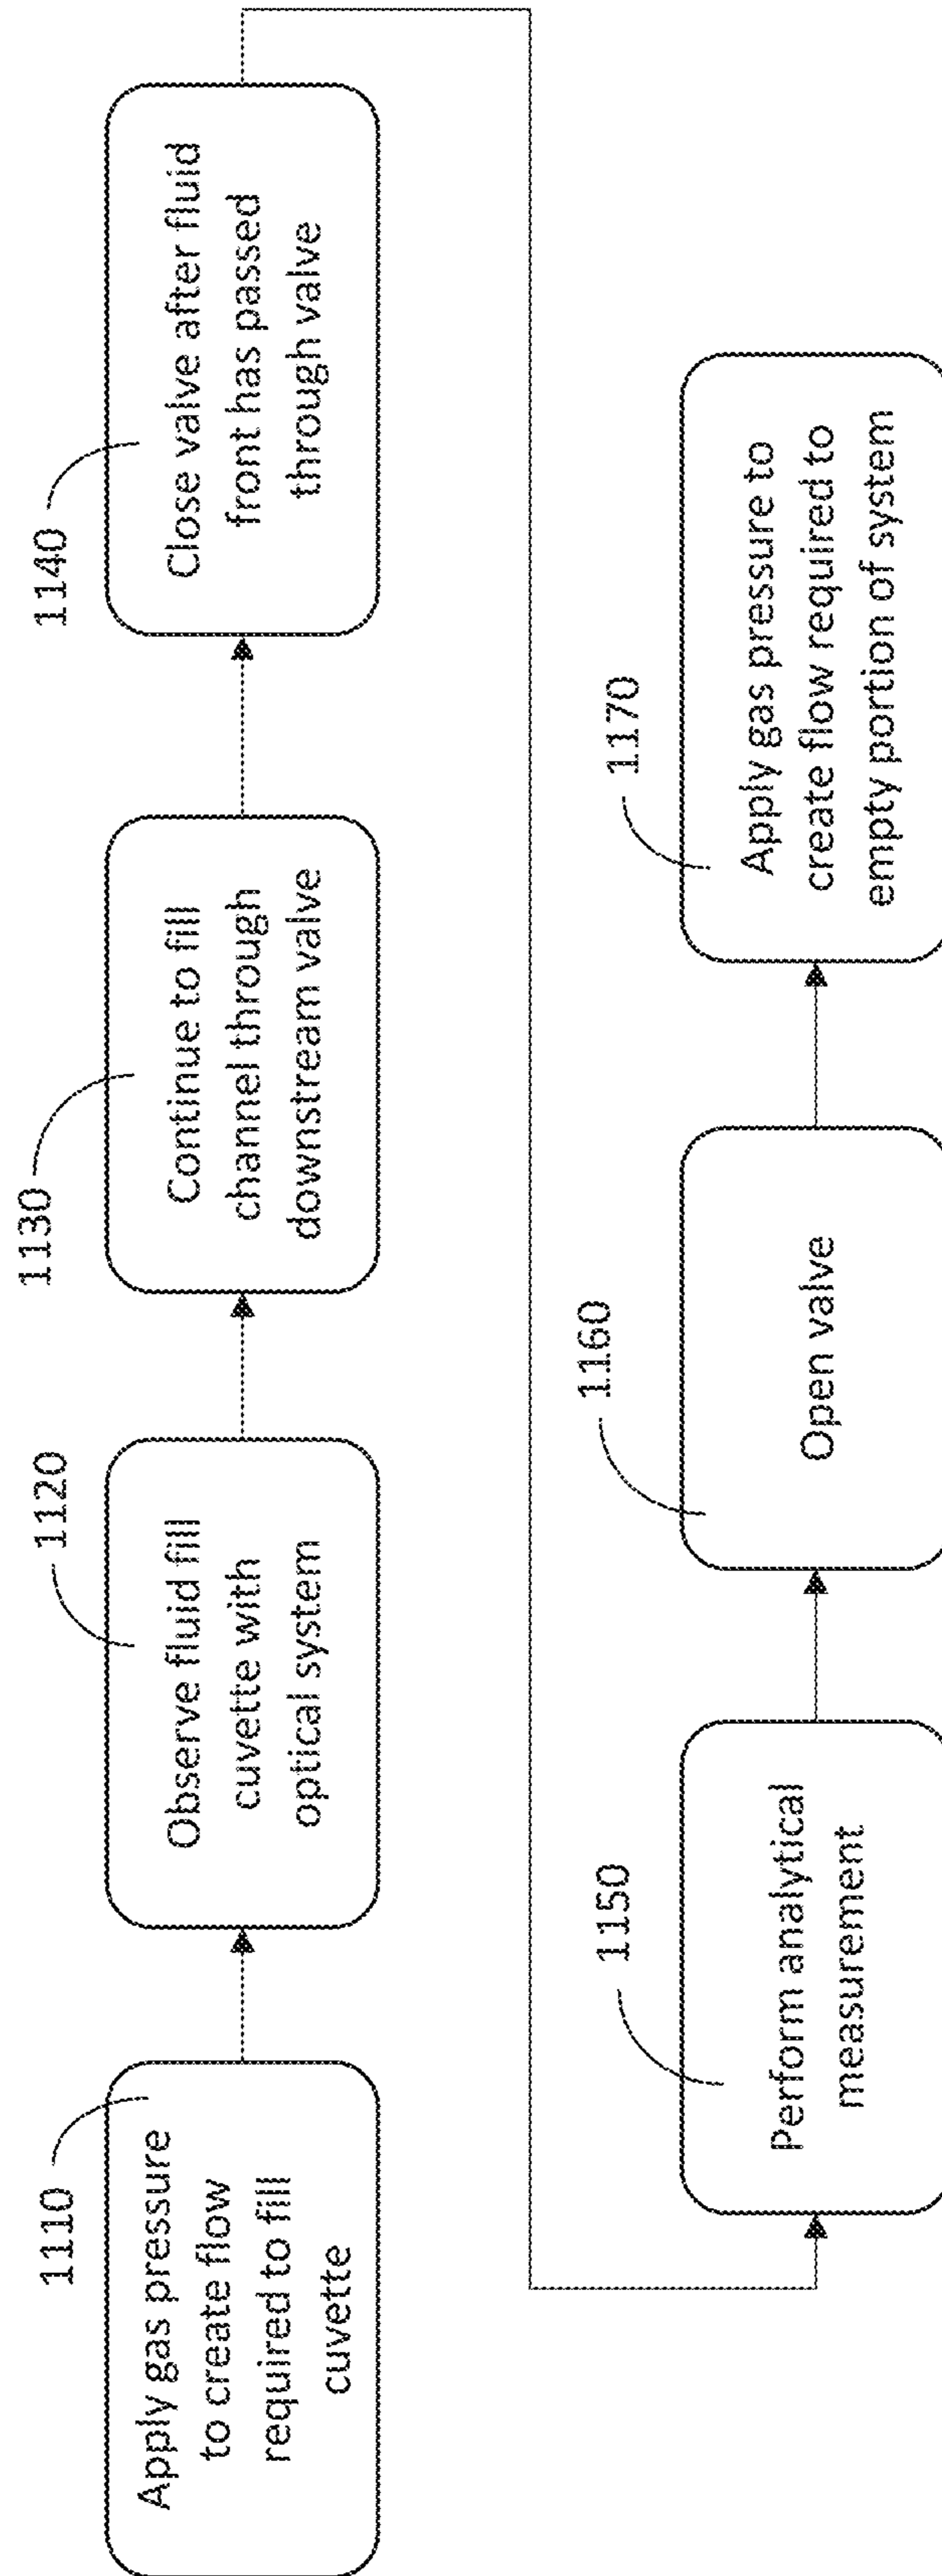 1110
Apply gas pressure
to create flow
required to fill
cuvette
1120
Observe fluid fill
cuvette with
optical system
1130
Continue to fill
channel through
downstream valve
1140
Close valve after fluid
front has passed
through valve
1150
Perform analytical
measurement
1160
Open valve
1170
Apply gas pressure to
create flow required to
empty portion of system